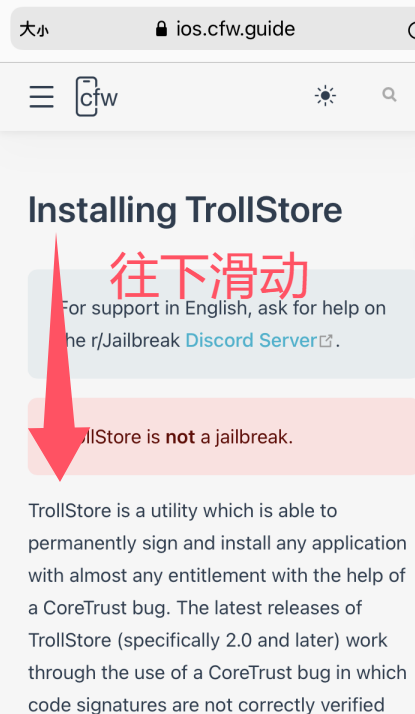 大小
ios.cfw.guide
cfw
Installing TrollStore
往下滑动
For support in English, ask for help on
he r/Jailbreak Discord Server.
llStore is not a jailbreak.
TrollStore is a utility which is able to
permanently sign and install any application
with almost any entitlement with the help of
a CoreTrust bug. The latest releases of
TrollStore (specifically 2.0 and later) work
through the use of a CoreTrust bug in which
code signatures are not correctly verified